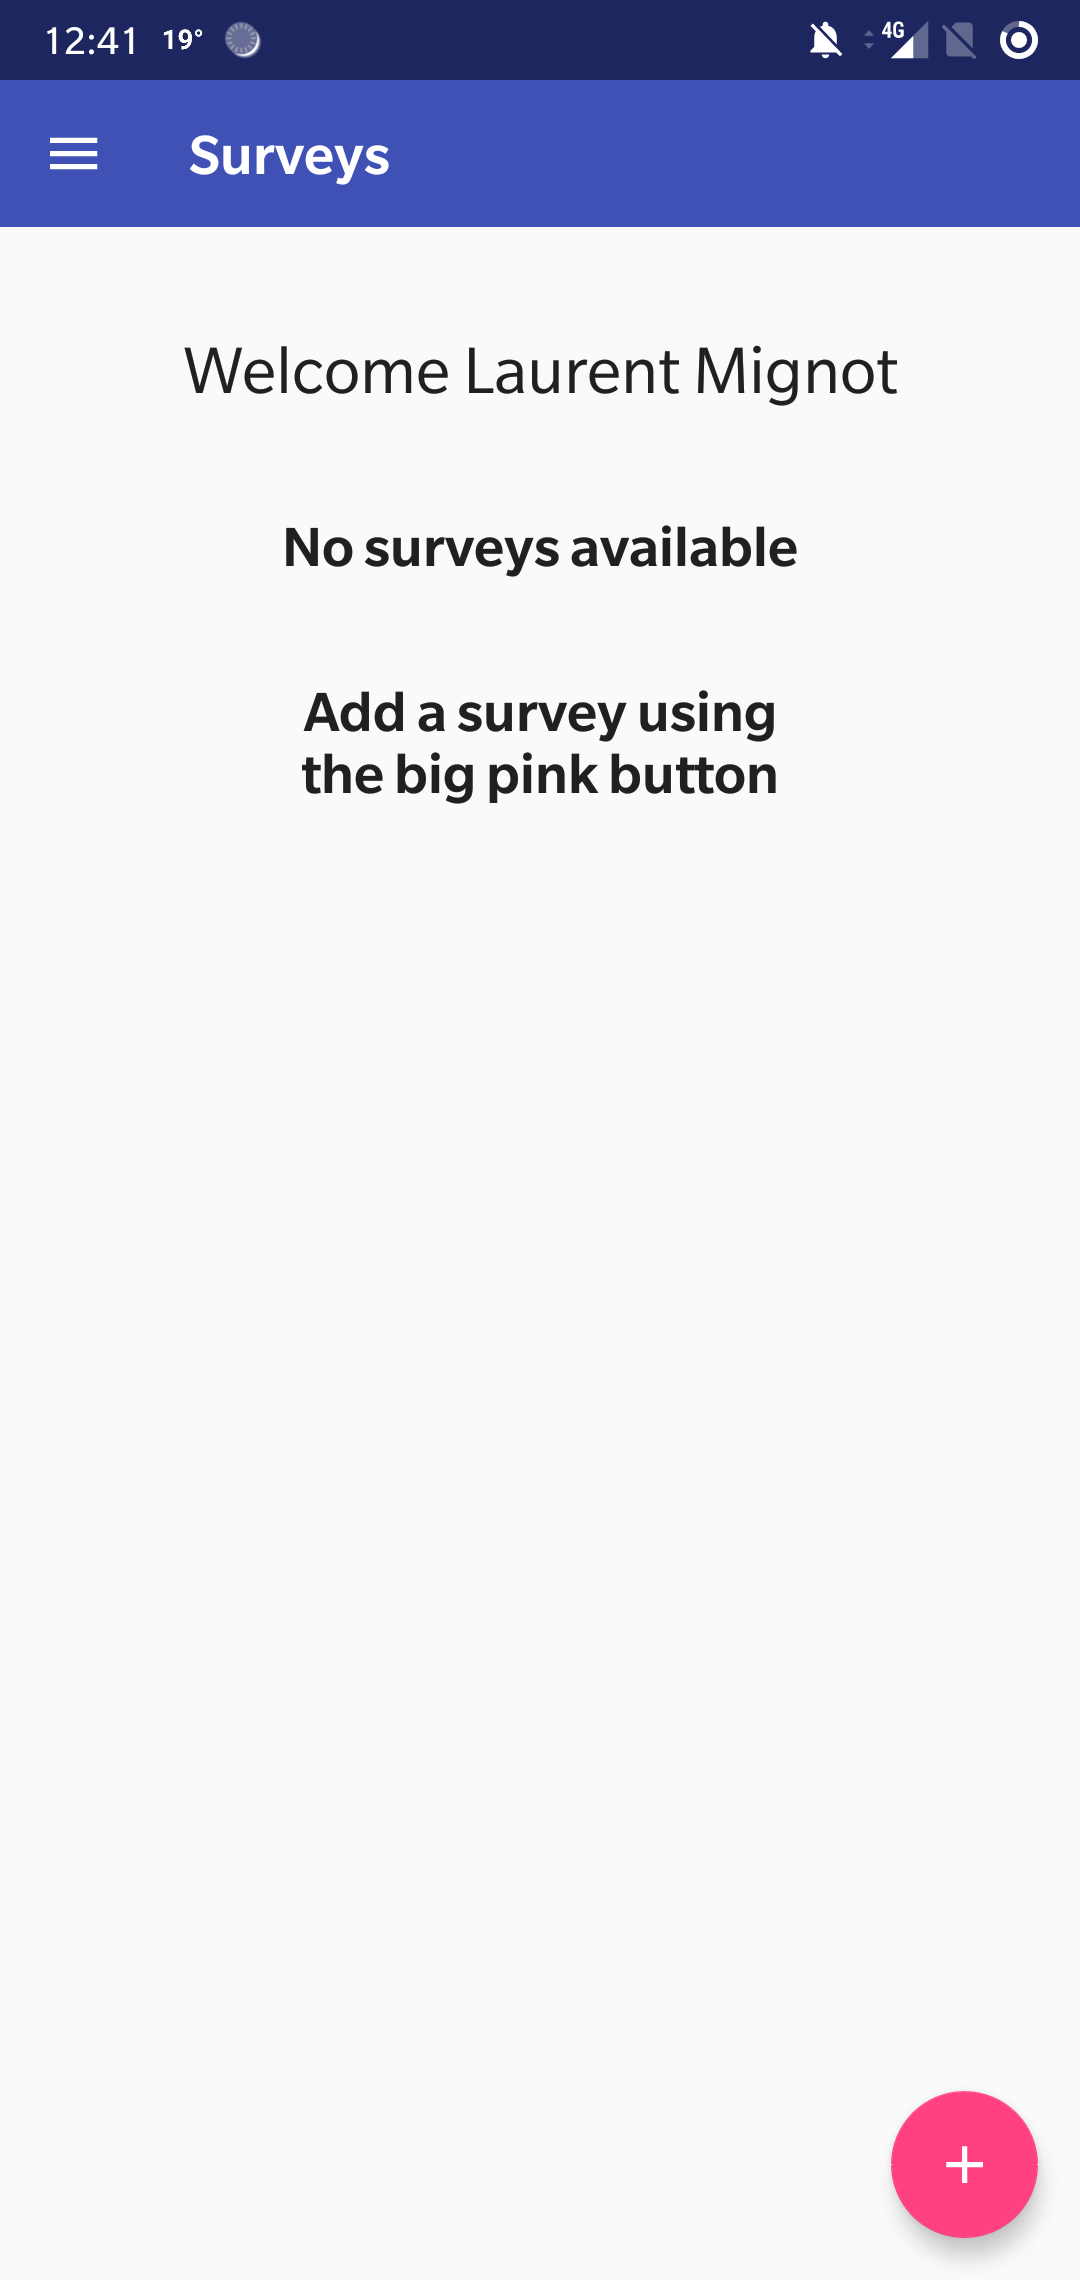 12:41 19° 4G
Surveys
Welcome Laurent Mignot
No surveys available
Add a survey using
the big pink button